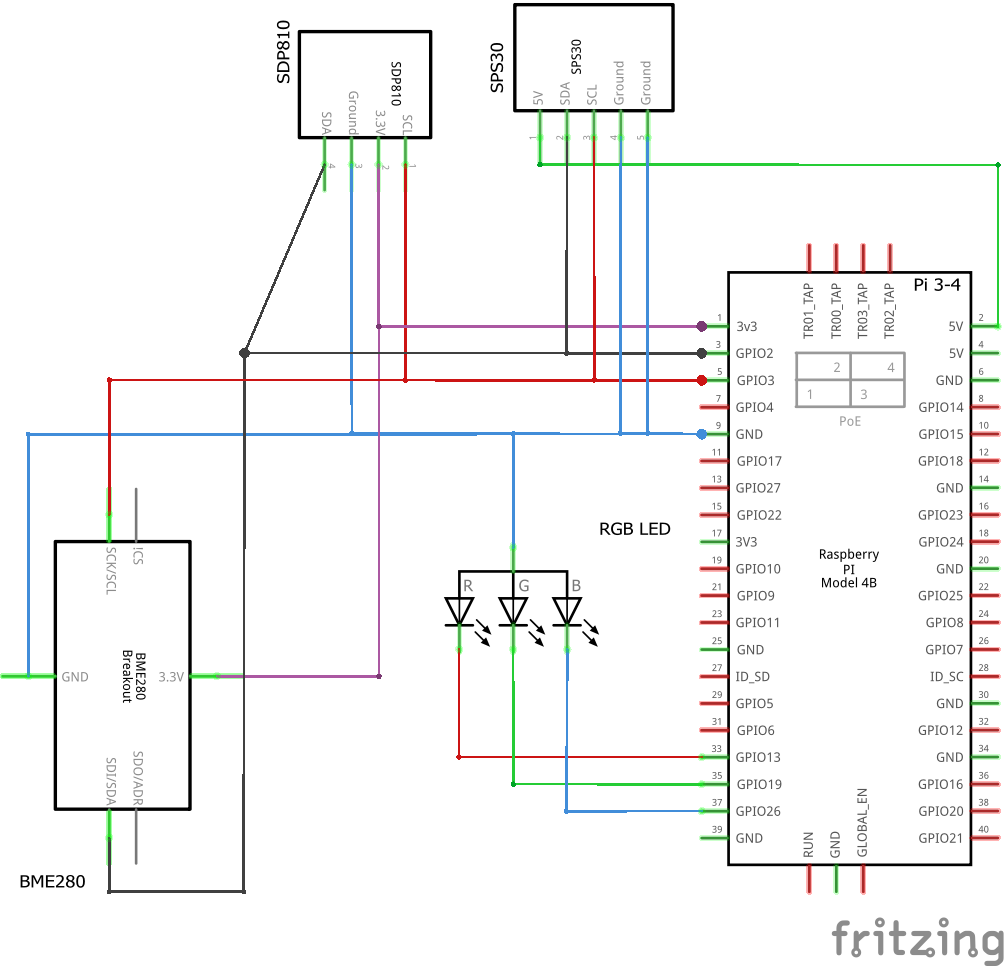 SDP810
SDP810
SDA
Ground
3.3V
SCL
4
3
2
1
SPS30
SPS30
5V
SDA
SCL
Ground
Ground
1
2
3
4
5
Pi 3-4
TR01_TAP
TR00_TAP
TR03_TAP
TR02_TAP
2
4
1
3
PoE
1
3v3
3
GPIO2
5
GPIO3
7
GPIO4
9
GND
11
GPIO17
13
GPIO27
15
GPIO22
17
3V3
19
GPIO10
21
GPIO9
23
GPIO11
25
GND
27
ID_SD
29
GPIO5
31
GPIO6
33
GPIO13
35
GPIO19
37
GPIO26
39
GND
2
5V
4
5V
6
GND
8
GPIO14
10
GPIO15
12
GPIO18
14
GND
16
GPIO23
18
GPIO24
20
GND
22
GPIO25
24
GPIO8
26
GPIO7
28
ID_SC
30
GND
32
GPIO12
34
GND
36
GPIO16
38
GPIO20
40
GPIO21
Raspberry
PI
Model 4B
RUN
GND
GLOBAL_EN
RGB LED
R
G
B
SCK/SCL
!CS
GND
BME280
Breakout
3.3V
SDI/SDA
SDO/ADR
BME280
fritzing